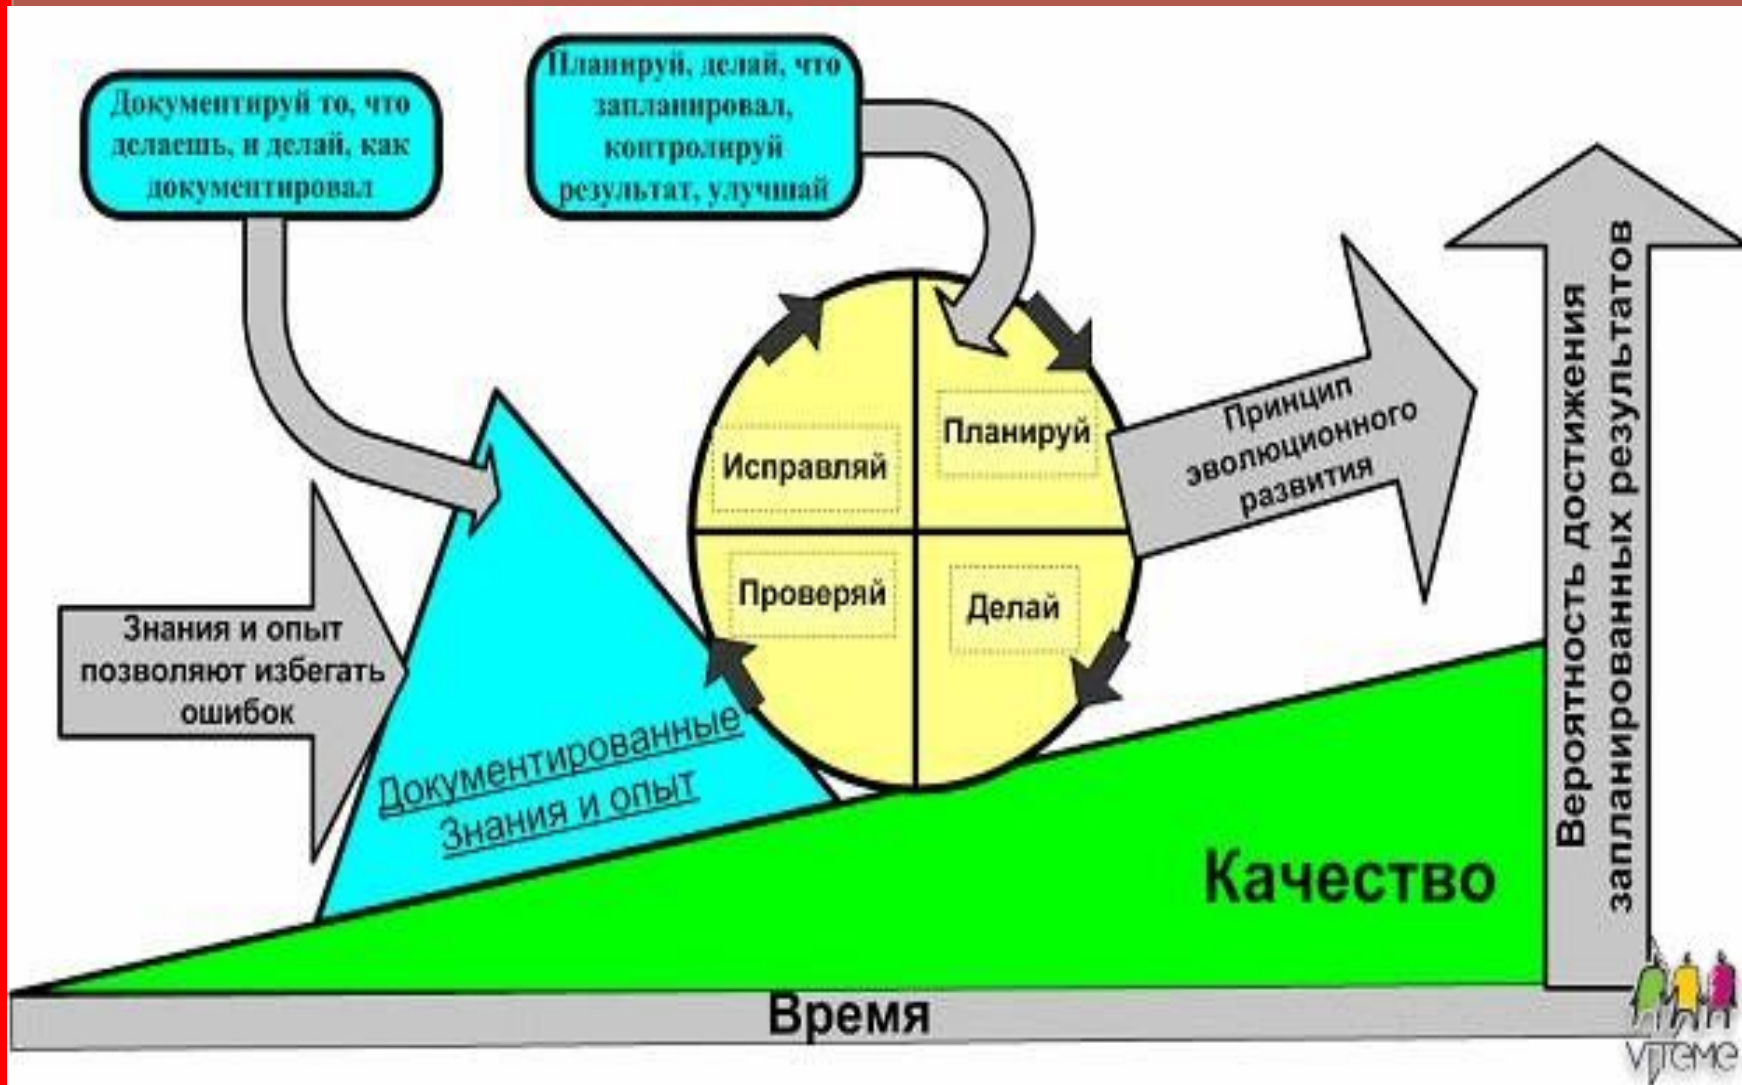 Документируй то, что
делаешь, и делай, как
документировал
Планируй, делай, что
запланировал,
контролируй
результат, улучшай
Исправляй
Планируй
Проверяй
Делай
Принцип
эволюционного
развития
Вероятность достижения
запланированных результатов
Знания и опыт
позволяют избегать
ошибок
Документированные
Знания и опыт
Качество
Время